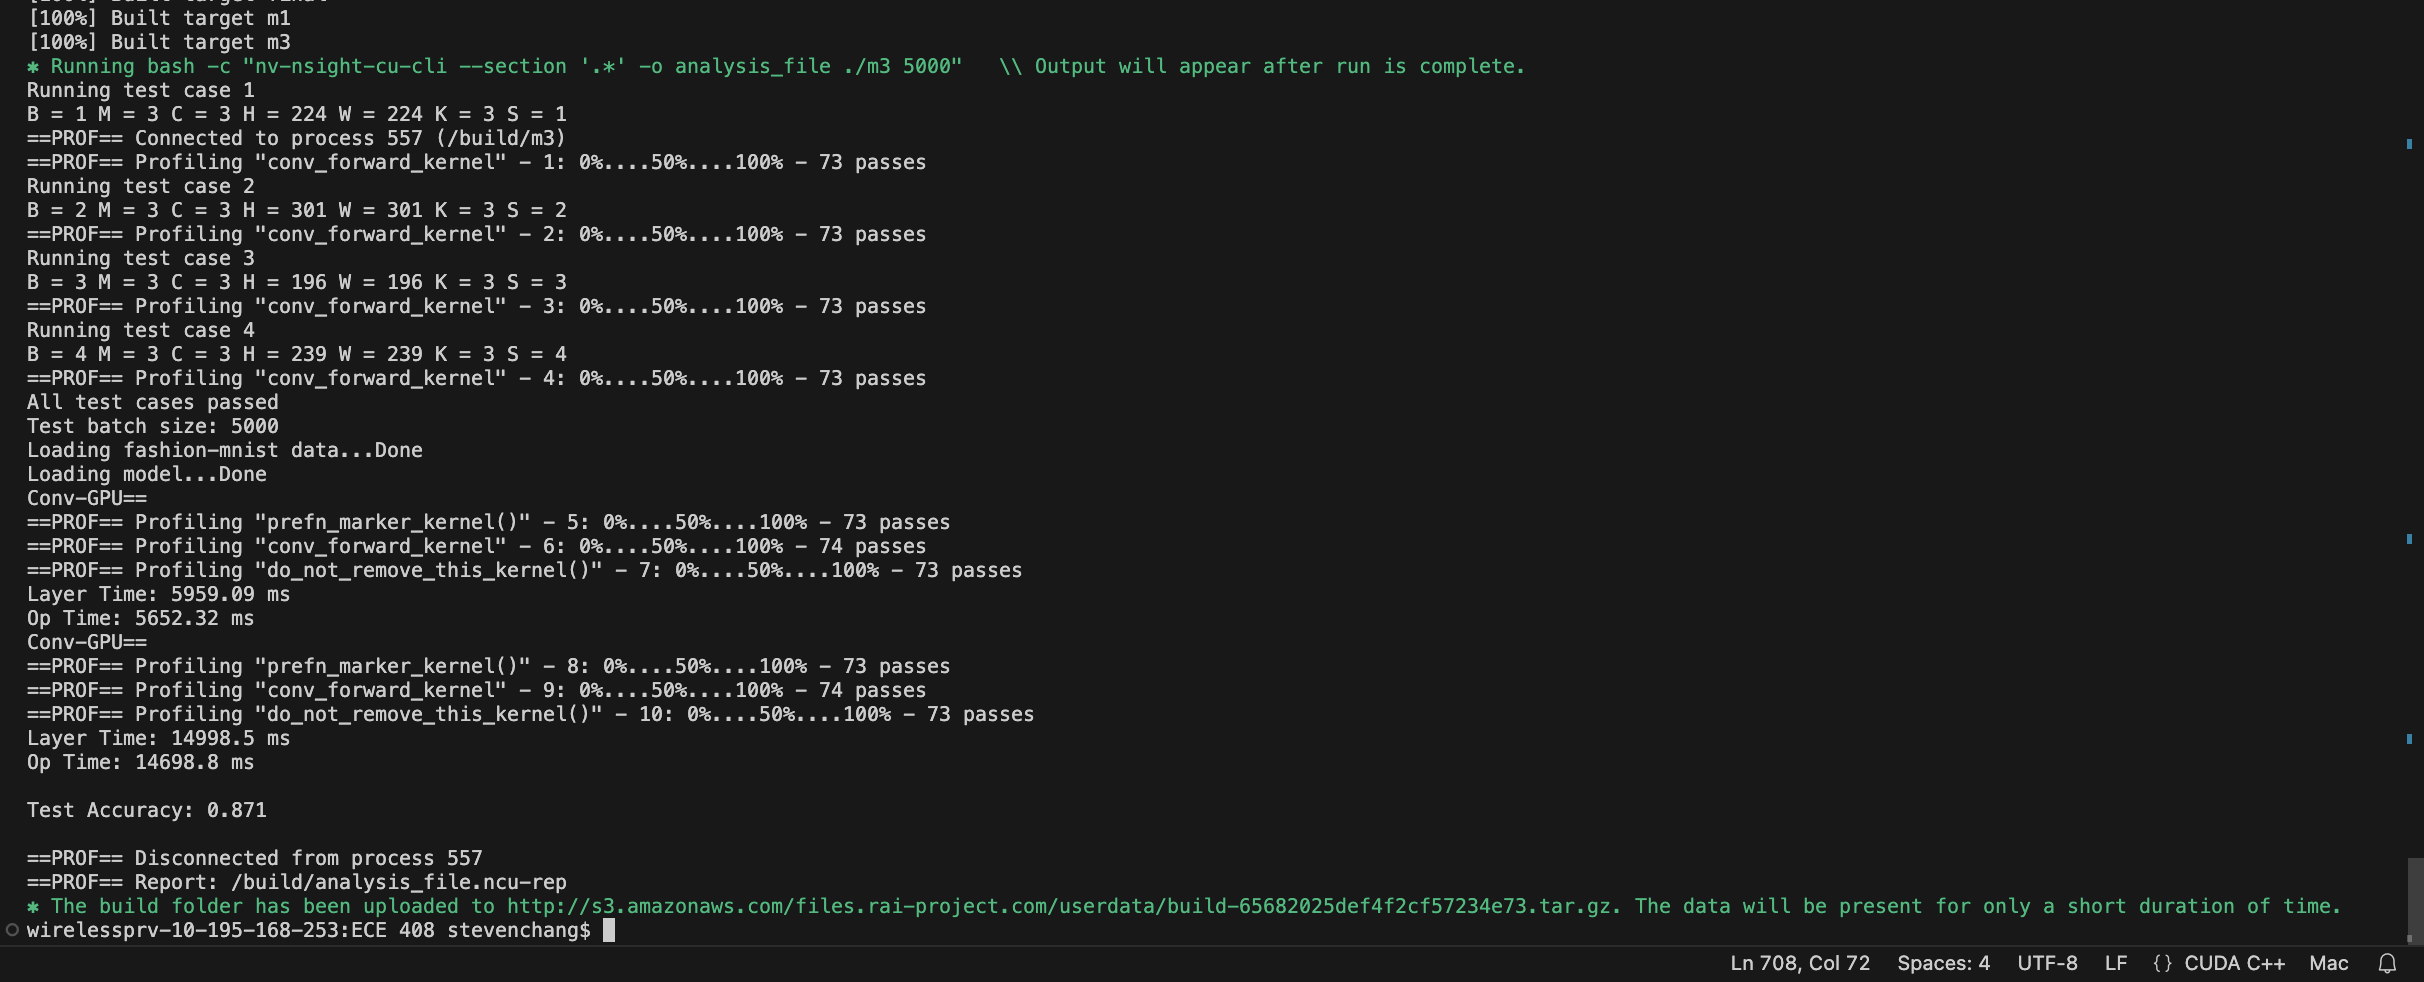 [100%] Built target final
[100%] Built target m1
[100%] Built target m3
✱ Running bash -c "nv-nsight-cu-cli --section '.*' -o analysis_file ./m3 5000"   \\ Output will appear after run is complete.
Running test case 1
B = 1 M = 3 C = 3 H = 224 W = 224 K = 3 S = 1
==PROF== Connected to process 557 (/build/m3)
==PROF== Profiling "conv_forward_kernel" - 1: 0%....50%....100% - 73 passes
Running test case 2
B = 2 M = 3 C = 3 H = 301 W = 301 K = 3 S = 2
==PROF== Profiling "conv_forward_kernel" - 2: 0%....50%....100% - 73 passes
Running test case 3
B = 3 M = 3 C = 3 H = 196 W = 196 K = 3 S = 3
==PROF== Profiling "conv_forward_kernel" - 3: 0%....50%....100% - 73 passes
Running test case 4
B = 4 M = 3 C = 3 H = 239 W = 239 K = 3 S = 4
==PROF== Profiling "conv_forward_kernel" - 4: 0%....50%....100% - 73 passes
All test cases passed
Test batch size: 5000
Loading fashion-mnist data...Done
Loading model...Done
Conv-GPU==
==PROF== Profiling "prefn_marker_kernel()" - 5: 0%....50%....100% - 73 passes
==PROF== Profiling "conv_forward_kernel" - 6: 0%....50%....100% - 74 passes
==PROF== Profiling "do_not_remove_this_kernel()" - 7: 0%....50%....100% - 73 passes
Layer Time: 5959.09 ms
Op Time: 5652.32 ms
Conv-GPU==
==PROF== Profiling "prefn_marker_kernel()" - 8: 0%....50%....100% - 73 passes
==PROF== Profiling "conv_forward_kernel" - 9: 0%....50%....100% - 74 passes
==PROF== Profiling "do_not_remove_this_kernel()" - 10: 0%....50%....100% - 73 passes
Layer Time: 14998.5 ms
Op Time: 14698.8 ms
Test Accuracy: 0.871
==PROF== Disconnected from process 557
==PROF== Report: /build/analysis_file.ncu-rep
✱ The build folder has been uploaded to http://s3.amazonaws.com/files.rai-project.com/userdata/build-65682025def4f2cf57234e73.tar.gz. The data will be present for only a short duration of time.
wirelessprv-10-195-168-253:ECE 408 stevenchang$
Ln 708, Col 72 Spaces: 4 UTF-8 LF {} CUDA C++ Mac